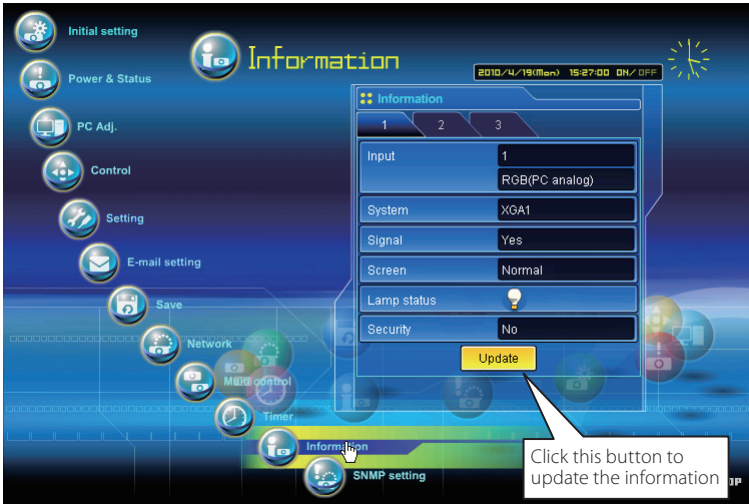 Initial setting
Power & Status
PC Adj.
Control
Setting
E-mail setting
Save
Network
Multi control
Timer
Information
SNMP setting
Information
2010/4/19(Mon) 15:27:00 ON/OFF
Information
1 2 3
Input 1
RGB(PC analog)
System XGA1
Signal Yes
Screen Normal
Lamp status
Security No
Update
Click this button to
update the information